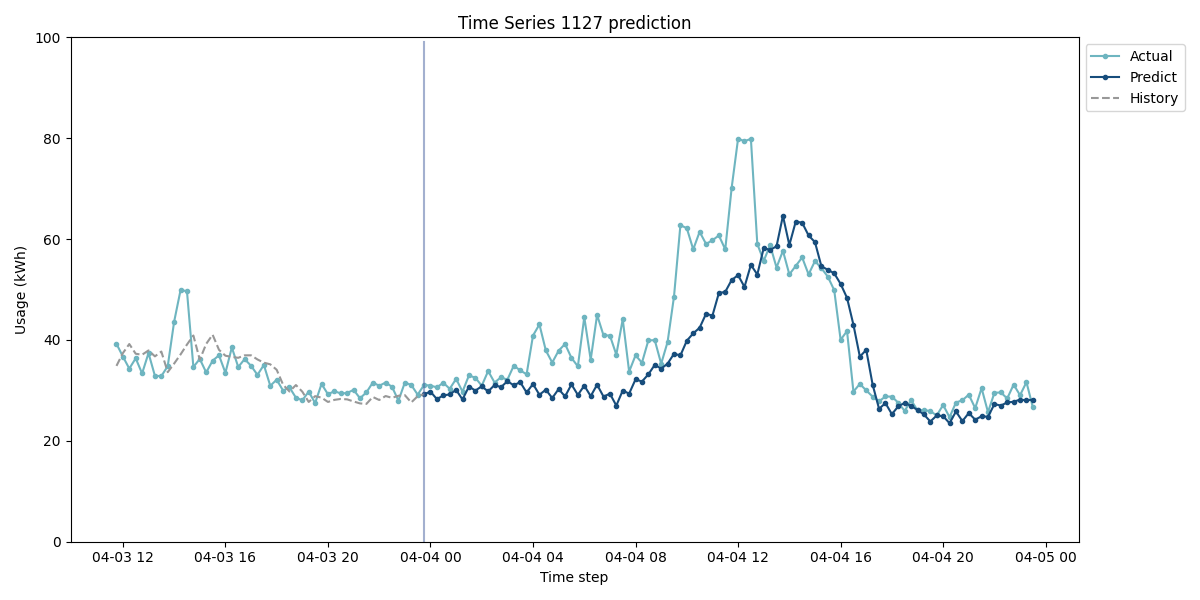 Time Series 1127 prediction
100
80
60
40
20
0
Usage (kWh)
04-03 12
04-03 16
04-03 20
04-04 00
04-04 04
04-04 08
04-04 12
04-04 16
04-04 20
04-05 00
Time step
Actual
Predict
History